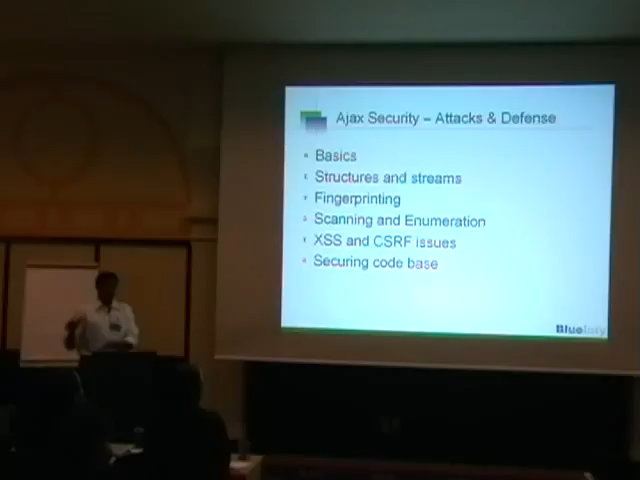 Ajax Security – Attacks & Defense
Basics
Structures and streams
Fingerprinting
Scanning and Enumeration
XSS and CSRF issues
Securing code base
Blueinfy